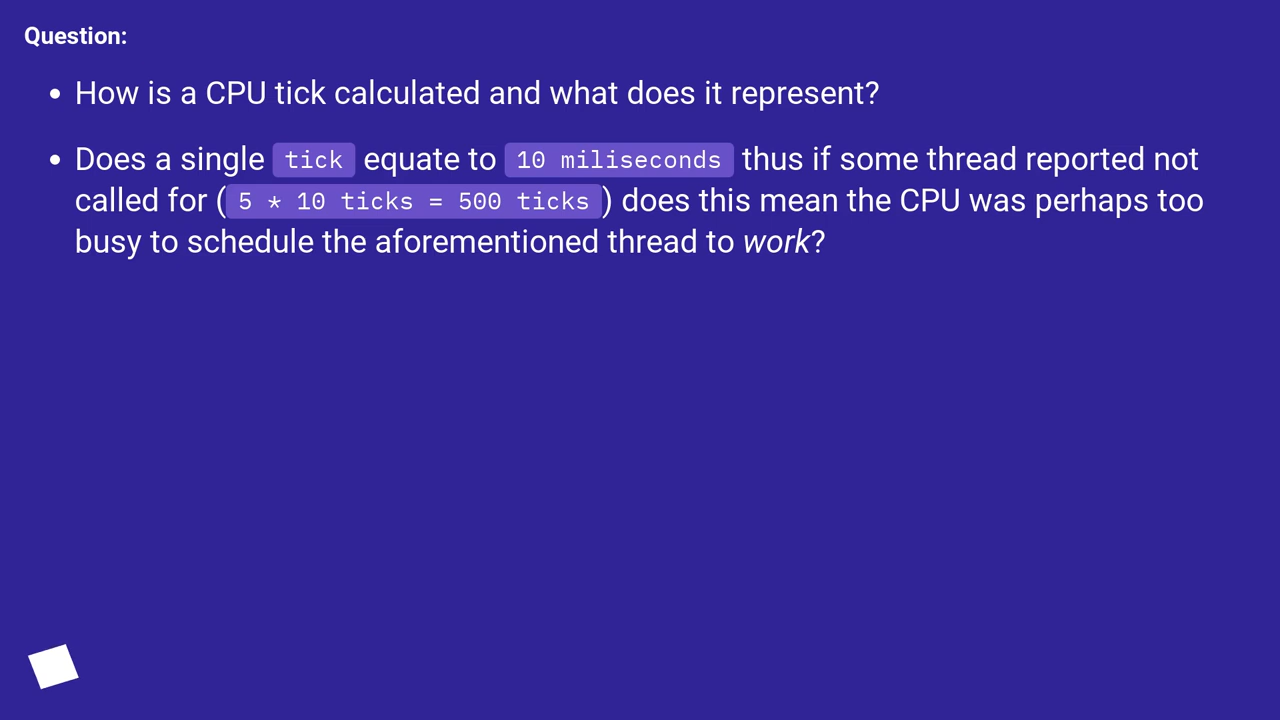 Question:
• How is a CPU tick calculated and what does it represent?
• Does a single tick equate to 10 miliseconds thus if some thread reported not
called for (5 * 10 ticks = 500 ticks) does this mean the CPU was perhaps too
busy to schedule the aforementioned thread to work?